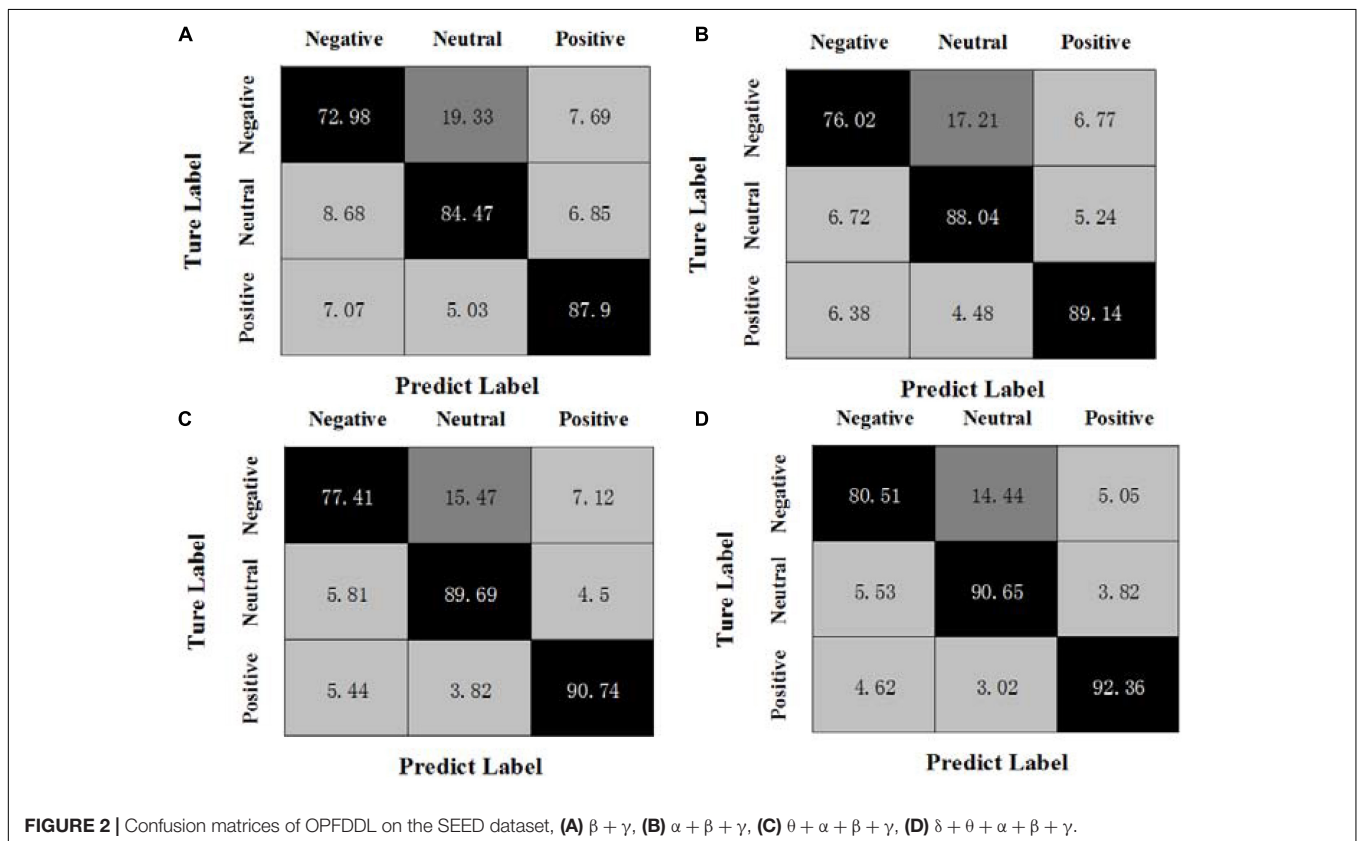 A
Negative Neutral Positive
Ture Label
Negative 72.98 19.33 7.69
Neutral 8.68 84.47 6.85
Positive 7.07 5.03 87.9
Predict Label
B
Negative Neutral Positive
Ture Label
Negative 76.02 17.21 6.77
Neutral 6.72 88.04 5.24
Positive 6.38 4.48 89.14
Predict Label
C
Negative Neutral Positive
Ture Label
Negative 77.41 15.47 7.12
Neutral 5.81 89.69 4.5
Positive 5.44 3.82 90.74
Predict Label
D
Negative Neutral Positive
Ture Label
Negative 80.51 14.44 5.05
Neutral 5.53 90.65 3.82
Positive 4.62 3.02 92.36
Predict Label
FIGURE 2 | Confusion matrices of OPFDDL on the SEED dataset, (A) β + γ, (B) α + β + γ, (C) θ + α + β + γ, (D) δ + θ + α + β + γ.